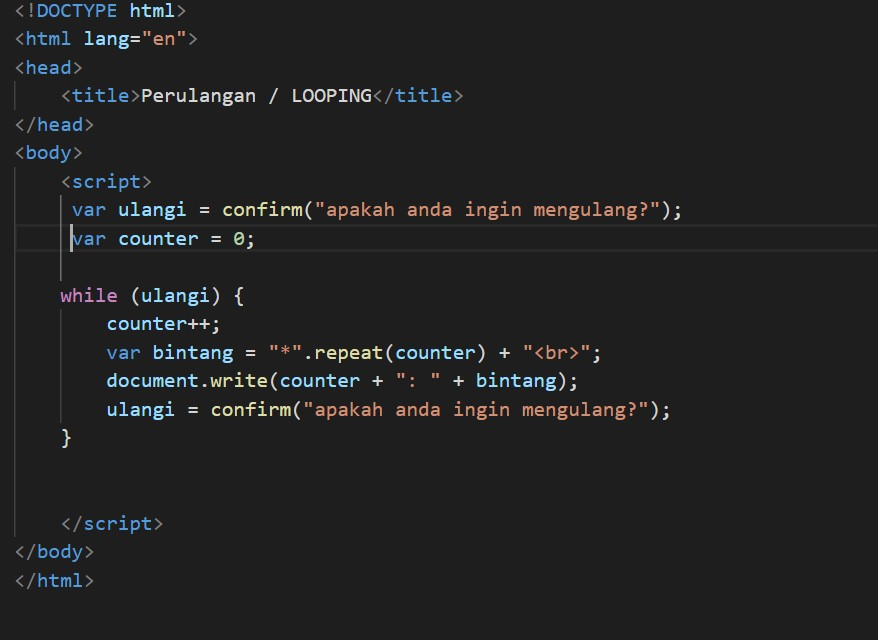 <!DOCTYPE html>
<html lang="en">
<head>
    <title>Perulangan / LOOPING</title>
</head>
<body>
    <script>
     var ulangi = confirm("apakah anda ingin mengulang?");
     var counter = 0;

    while (ulangi) {
        counter++;
        var bintang = "*".repeat(counter) + "<br>";
        document.write(counter + ": " + bintang);
        ulangi = confirm("apakah anda ingin mengulang?");
    }

    </script>
</body>
</html>